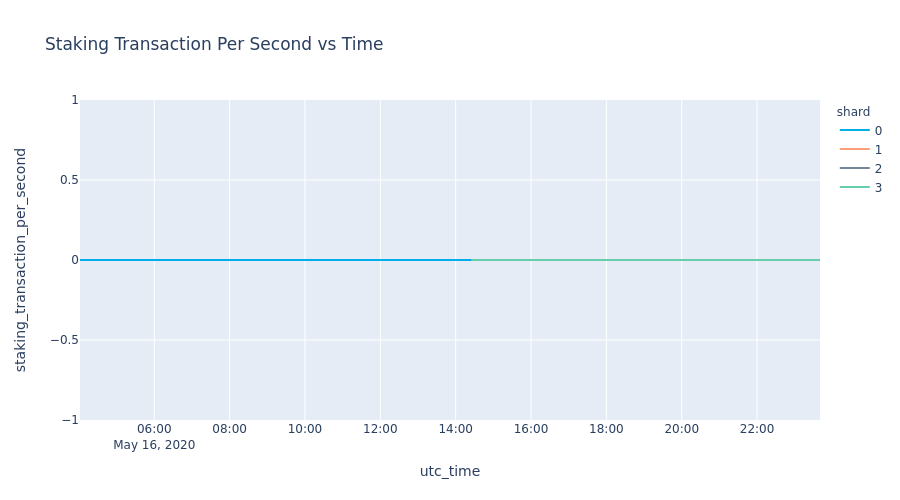 Staking Transaction Per Second vs Time
shard
0
1
2
3
staking_transaction_per_second
1
0.5
0
−0.5
−1
06:00 08:00 10:00 12:00 14:00 16:00 18:00 20:00 22:00
May 16, 2020
utc_time